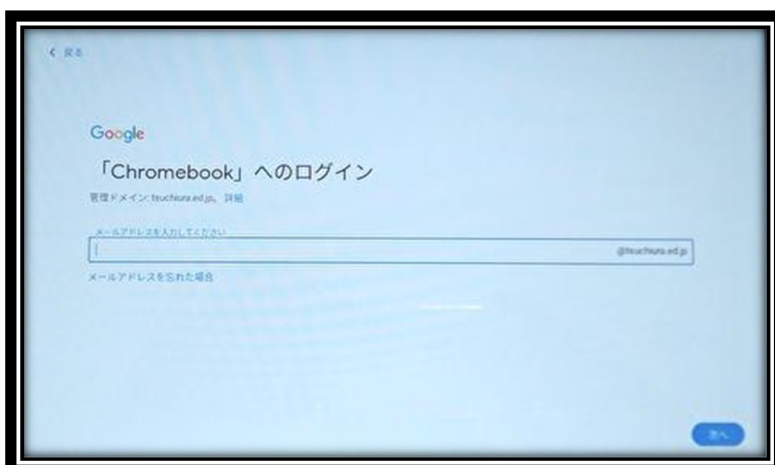 戻る
Google
「Chromebook」へのログイン
管理ドメイン: tsuchiura.ed.jp。 詳細
メールアドレスを入力してください
@tsuchiura.ed.jp
メールアドレスを忘れた場合
次へ